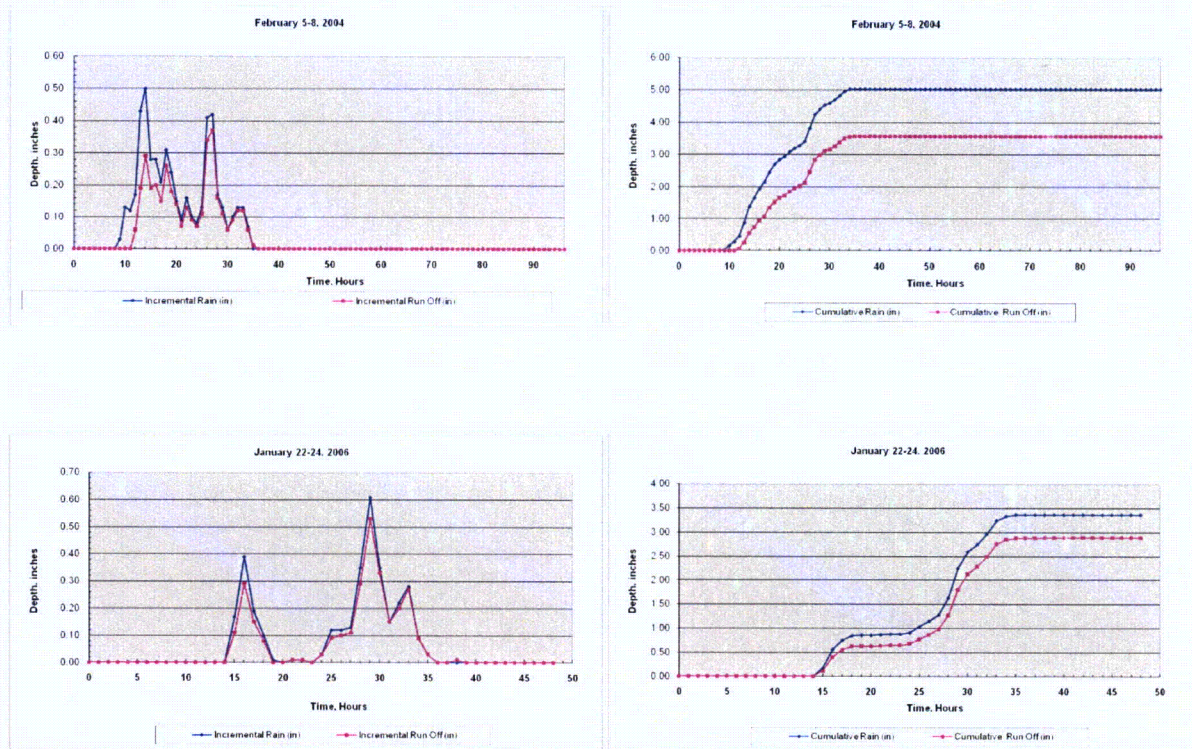 February 5-8, 2004
0.60
0.50
0.40
0.30
0.20
0.10
0.00
Depth, inches
0 10 20 30 40 50 60 70 80 90
Time, Hours
Incremental Rain (in) Incremental Run Off (in)
February 5-8, 2004
6.00
5.00
4.00
3.00
2.00
1.00
0.00
Depth, inches
0 10 20 30 40 50 60 70 80 90
Time, Hours
Cumulative Rain (in) Cumulative Run Off (in)
January 22-24, 2006
0.70
0.60
0.50
0.40
0.30
0.20
0.10
0.00
Depth, inches
0 5 10 15 20 25 30 35 40 45 50
Time, Hours
Incremental Rain (in) Incremental Run Off (in)
January 22-24, 2006
4.00
3.50
3.00
2.50
2.00
1.50
1.00
0.50
0.00
Depth, inches
0 5 10 15 20 25 30 35 40 45 50
Time, Hours
Cumulative Rain (in) Cumulative Run Off (in)